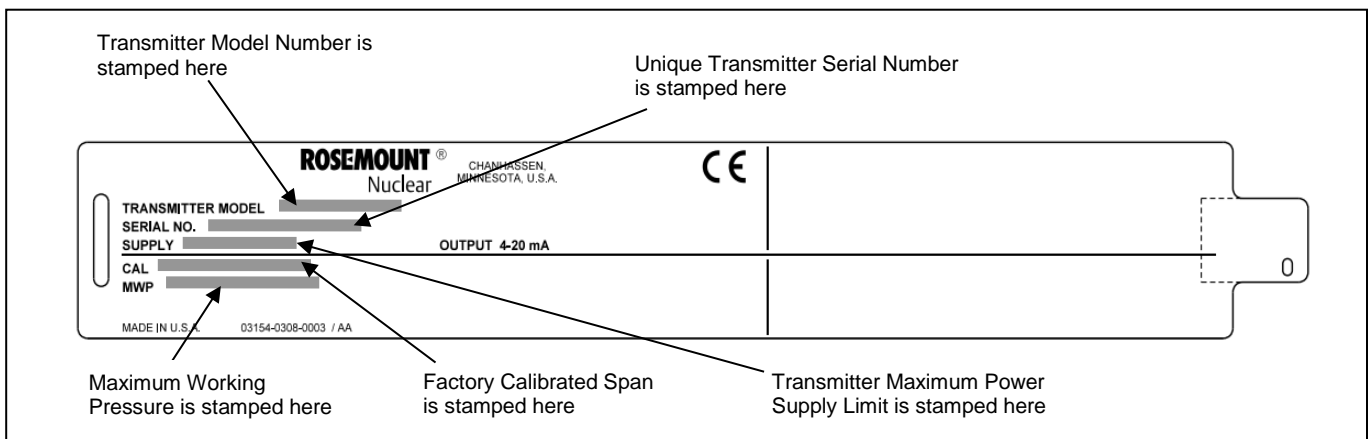 Transmitter Model Number is
stamped here
Unique Transmitter Serial Number
is stamped here
ROSEMOUNT ®
Nuclear
CHANHASSEN,
MINNESOTA, U.S.A.
CE
TRANSMITTER MODEL
SERIAL NO.
SUPPLY
OUTPUT 4-20 mA
CAL
MWP
MADE IN U.S.A. 03154-0308-0003 / AA
Maximum Working
Pressure is stamped here
Factory Calibrated Span
is stamped here
Transmitter Maximum Power
Supply Limit is stamped here